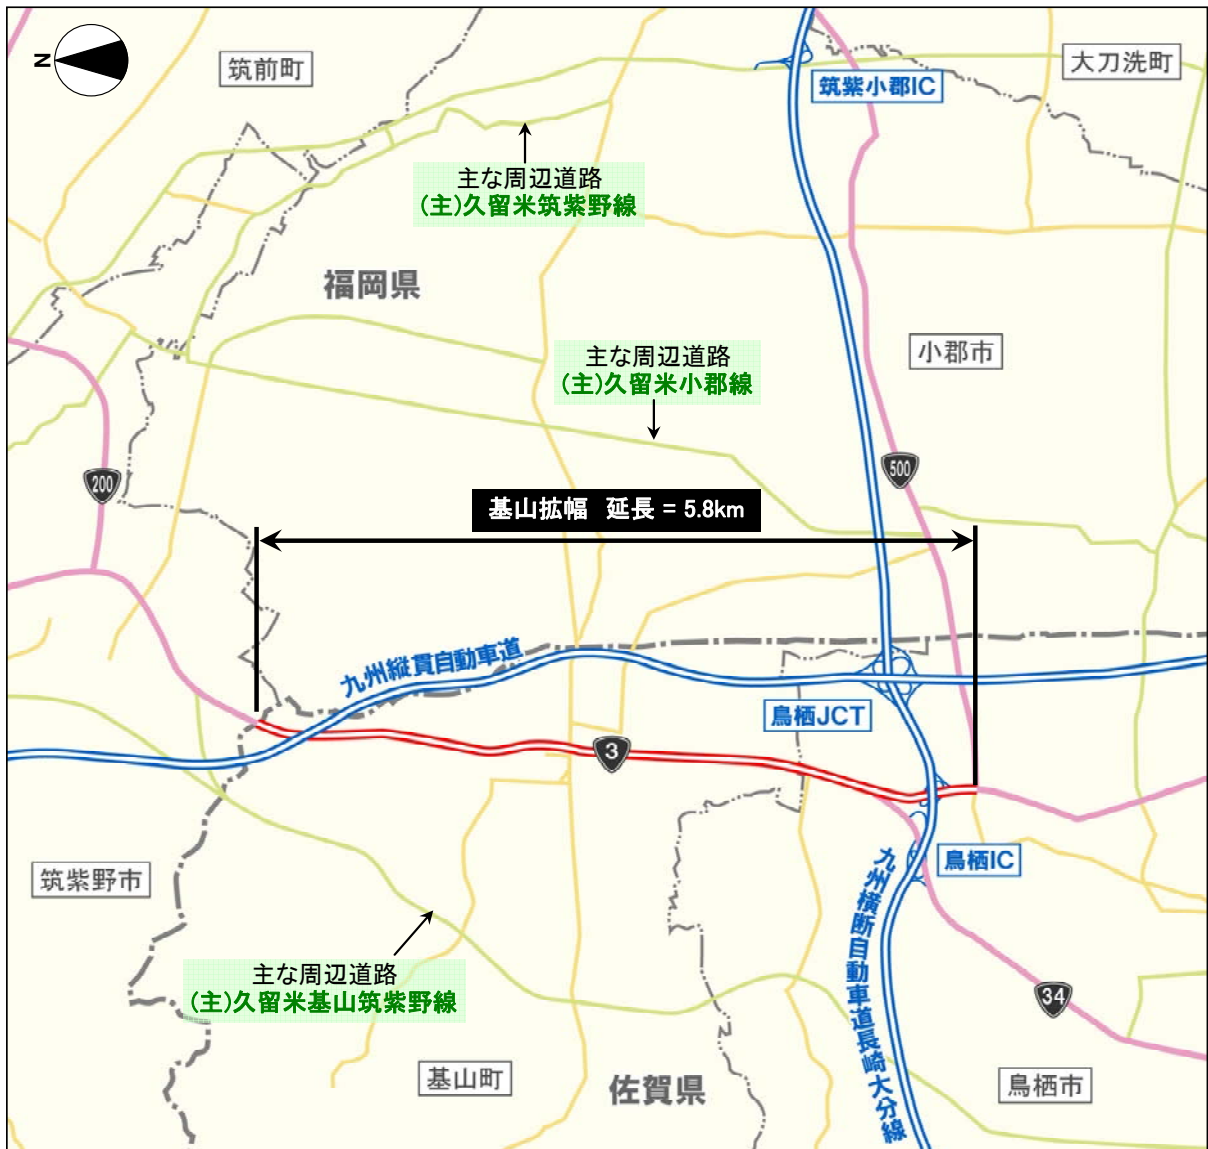 N
筑前町
大刀洗町
筑紫小郡IC
主な周辺道路
(主)久留米筑紫野線
福岡県
小郡市
主な周辺道路
(主)久留米小郡線
200
500
基山拡幅 延長 = 5.8km
九州縦貫自動車道
鳥栖JCT
3
筑紫野市
鳥栖IC
九州横断自動車道長崎大分線
主な周辺道路
(主)久留米基山筑紫野線
34
基山町
佐賀県
鳥栖市